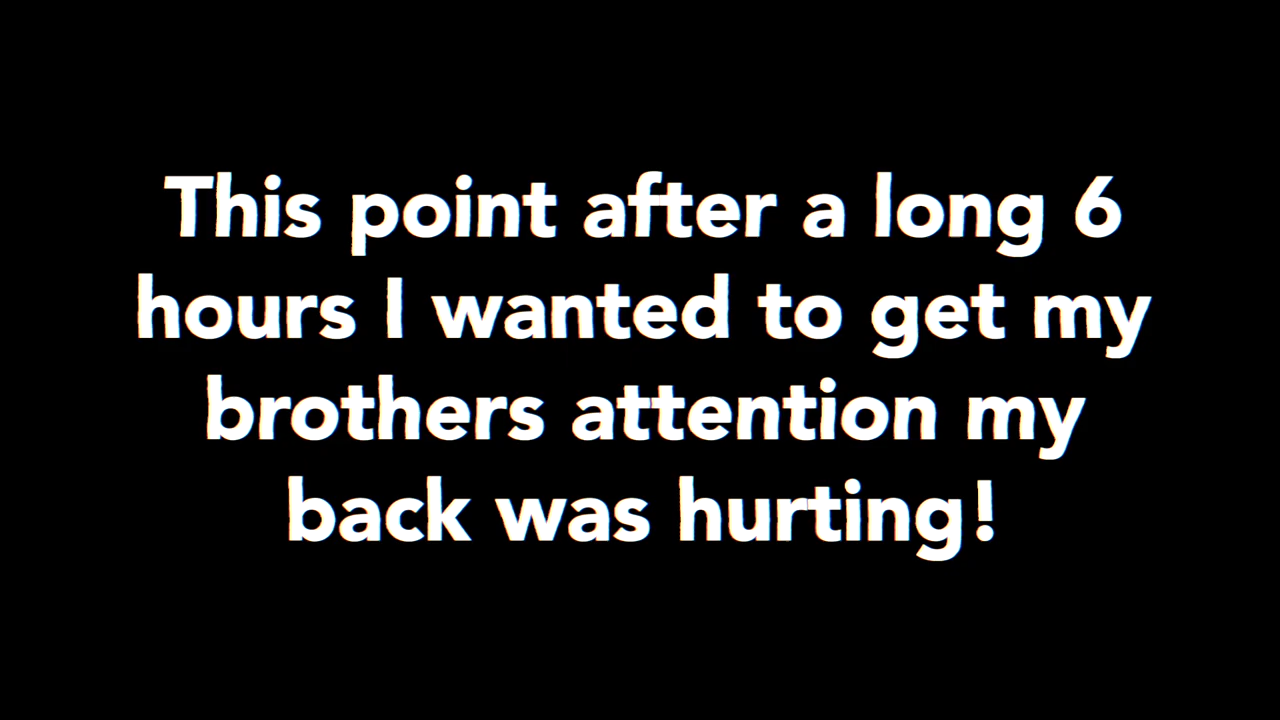 This point after a long 6
hours I wanted to get my
brothers attention my
back was hurting!